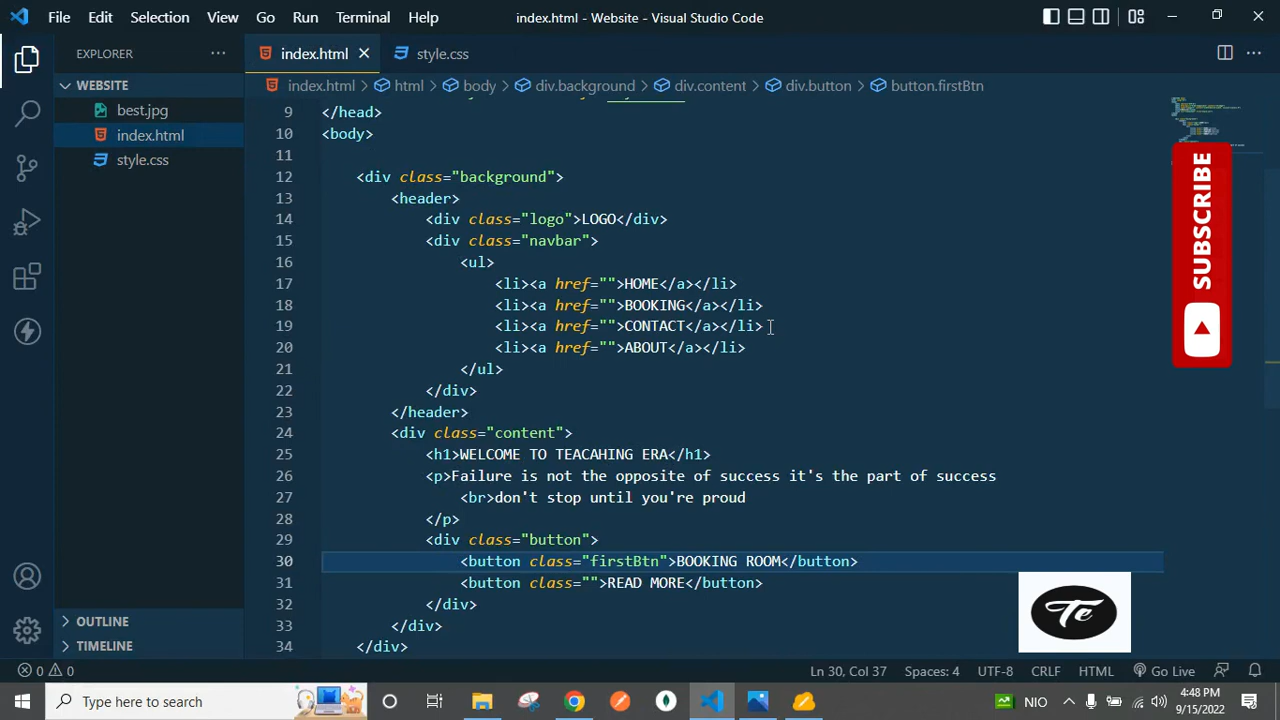 File Edit Selection View Go Run Terminal Help index.html - Website - Visual Studio Code
EXPLORER ··· index.html style.css
WEBSITE index.html > html > body > div.background > div.content > div.button > button.firstBtn
best.jpg
index.html
style.css
9 </head>
10 <body>
11
12 <div class="background">
13 <header>
14 <div class="logo">LOGO</div>
15 <div class="navbar">
16 <ul>
17 <li><a href="">HOME</a></li>
18 <li><a href="">BOOKING</a></li>
19 <li><a href="">CONTACT</a></li>
20 <li><a href="">ABOUT</a></li>
21 </ul>
22 </div>
23 </header>
24 <div class="content">
25 <h1>WELCOME TO TEACAHING ERA</h1>
26 <p>Failure is not the opposite of success it's the part of success
27 <br>don't stop until you're proud
28 </p>
29 <div class="button">
30 <button class="firstBtn">BOOKING ROOM</button>
31 <button class="">READ MORE</button>
32 </div>
33 </div>
34 </div>
SUBSCRIBE
Te
OUTLINE
TIMELINE
0 0 Ln 30, Col 37 Spaces: 4 UTF-8 CRLF HTML Go Live
Type here to search NIO 4:48 PM
9/15/2022